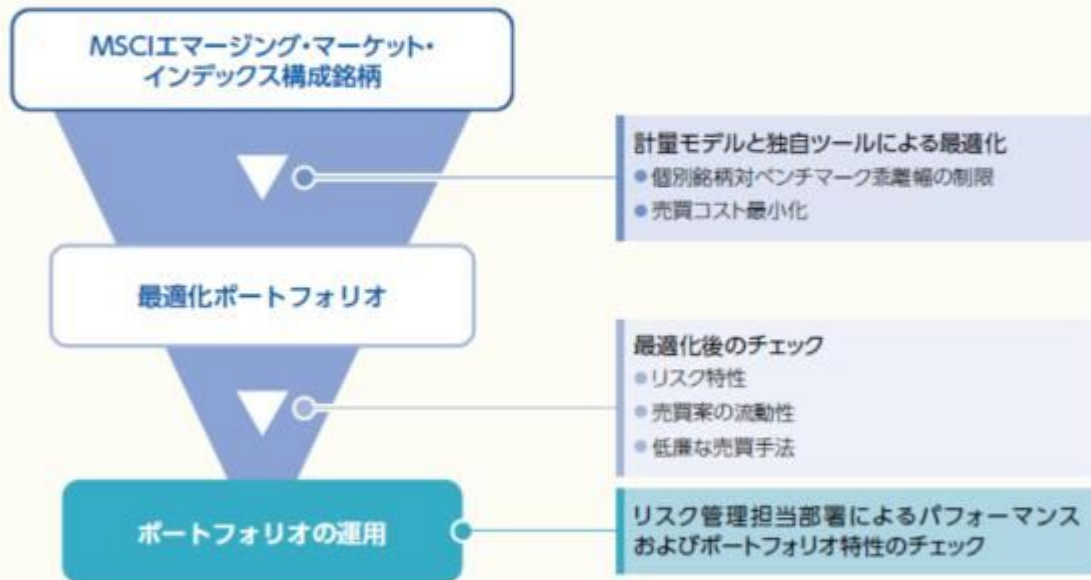 MSCIエマージング・マーケット・
インデックス構成銘柄
計量モデルと独自ツールによる最適化
●個別銘柄対ベンチマーク乖離幅の制限
●売買コスト最小化
最適化ポートフォリオ
最適化後のチェック
●リスク特性
●売買案の流動性
●低廉な売買手法
ポートフォリオの運用
リスク管理担当部署によるパフォーマンス
およびポートフォリオ特性のチェック